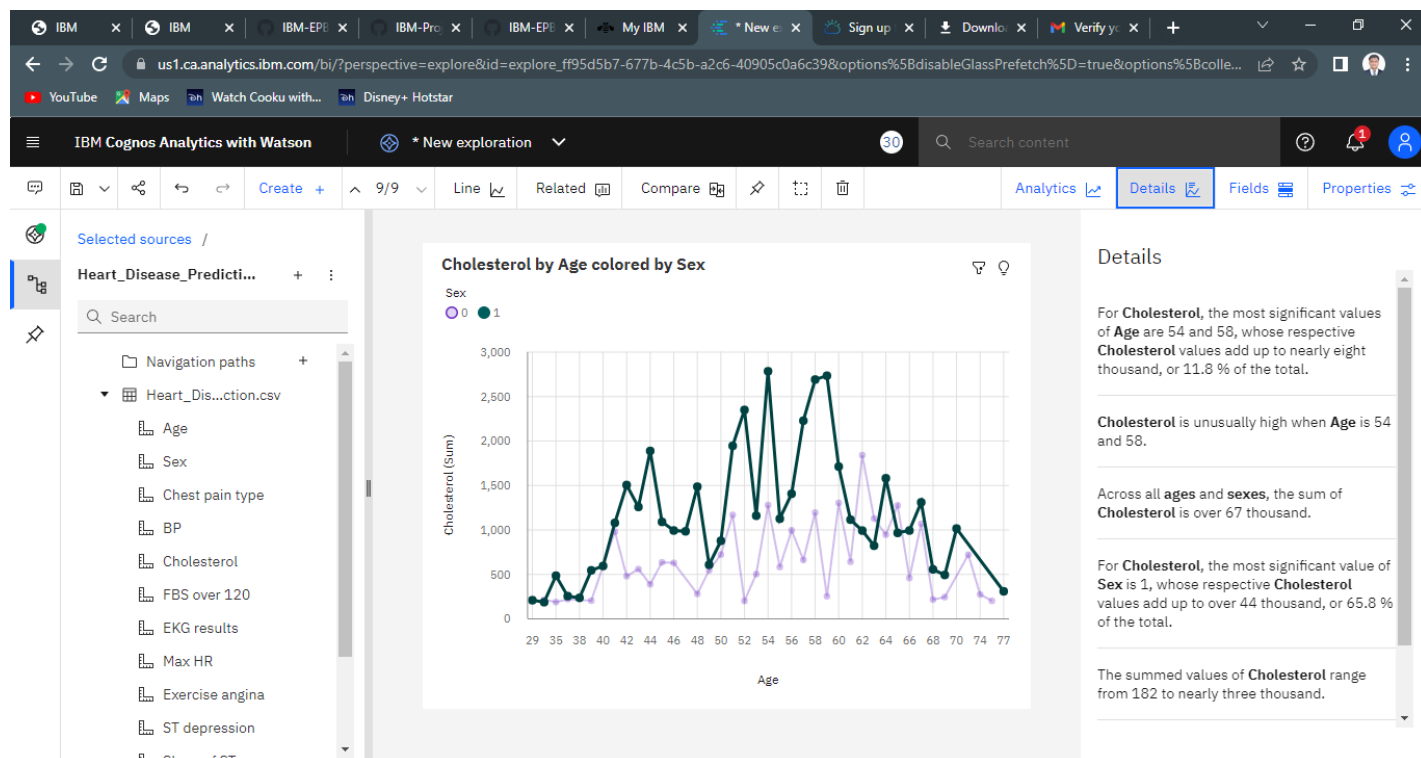 IBM
IBM
IBM-EPB
IBM-Pro
IBM-EPB
My IBM
* New e
Sign up
Downlo
Verify yo
us1.ca.analytics.ibm.com/bi/?perspective=explore&id=explore_ff95d5b7-677b-4c5b-a2c6-40905c0a6c39&options%5BdisableGlassPrefetch%5D=true&options%5Bcolle...
YouTube
Maps
Watch Cooku with...
Disney+ Hotstar
IBM Cognos Analytics with Watson
* New exploration
30
Search content
1
Create +
9/9
Line
Related
Compare
Analytics
Details
Fields
Properties
Selected sources /
Heart_Disease_Predicti...
Search
Navigation paths
Heart_Dis...ction.csv
Age
Sex
Chest pain type
BP
Cholesterol
FBS over 120
EKG results
Max HR
Exercise angina
ST depression
Cholesterol by Age colored by Sex
Sex
0 1
3,000
2,500
2,000
1,500
1,000
500
0
Cholesterol (Sum)
29 35 38 40 42 44 46 48 50 52 54 56 58 60 62 64 66 68 70 74 77
Age
Details
For Cholesterol, the most significant values
of Age are 54 and 58, whose respective
Cholesterol values add up to nearly eight
thousand, or 11.8 % of the total.
Cholesterol is unusually high when Age is 54
and 58.
Across all ages and sexes, the sum of
Cholesterol is over 67 thousand.
For Cholesterol, the most significant value of
Sex is 1, whose respective Cholesterol
values add up to over 44 thousand, or 65.8 %
of the total.
The summed values of Cholesterol range
from 182 to nearly three thousand.